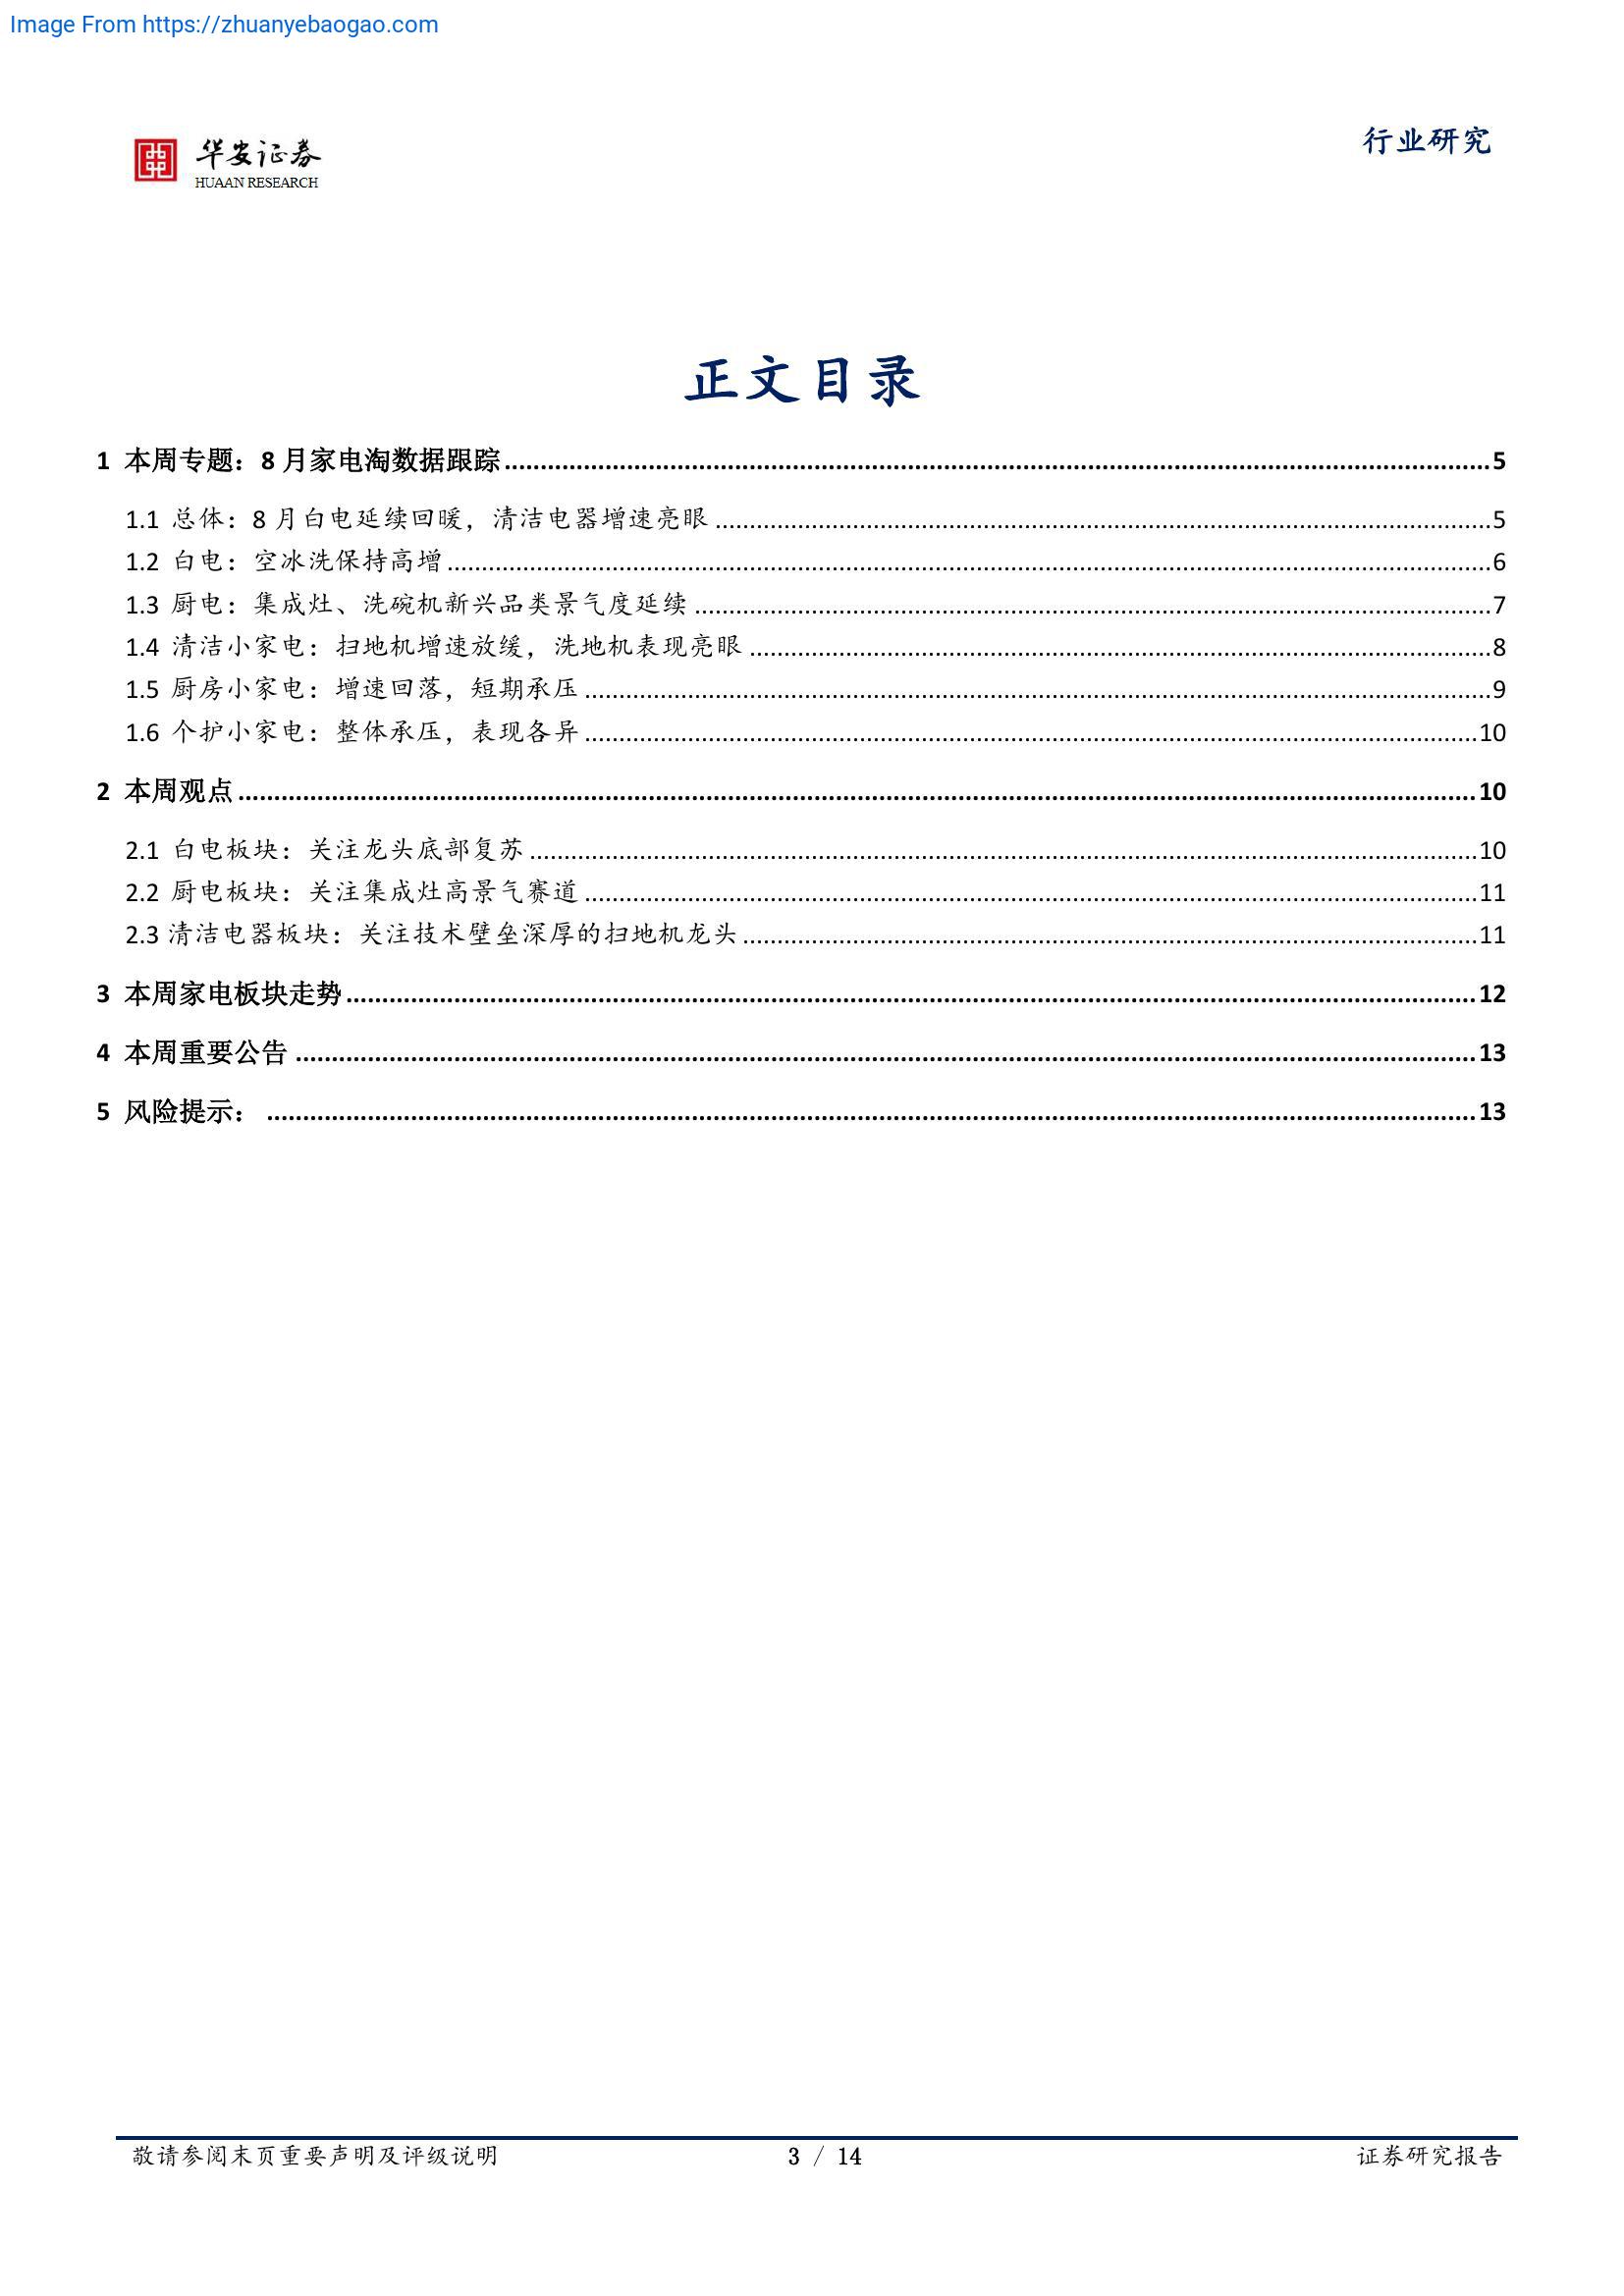 Image From https://zhuanyebaogao.com
华安证券
HUAAN RESEARCH
行业研究
正文目录
1 本周专题：8 月家电淘数据跟踪....................5
1.1 总体：8 月白电延续回暖，清洁电器增速亮眼....................5
1.2 白电：空冰洗保持高增....................6
1.3 厨电：集成灶、洗碗机新兴品类景气度延续....................7
1.4 清洁小家电：扫地机增速放缓，洗地机表现亮眼....................8
1.5 厨房小家电：增速回落，短期承压....................9
1.6 个护小家电：整体承压，表现各异....................10
2 本周观点....................10
2.1 白电板块：关注龙头底部复苏....................10
2.2 厨电板块：关注集成灶高景气赛道....................11
2.3 清洁电器板块：关注技术壁垒深厚的扫地机龙头....................11
3 本周家电板块走势....................12
4 本周重要公告....................13
5 风险提示：....................13
敬请参阅末页重要声明及评级说明 3 / 14 证券研究报告